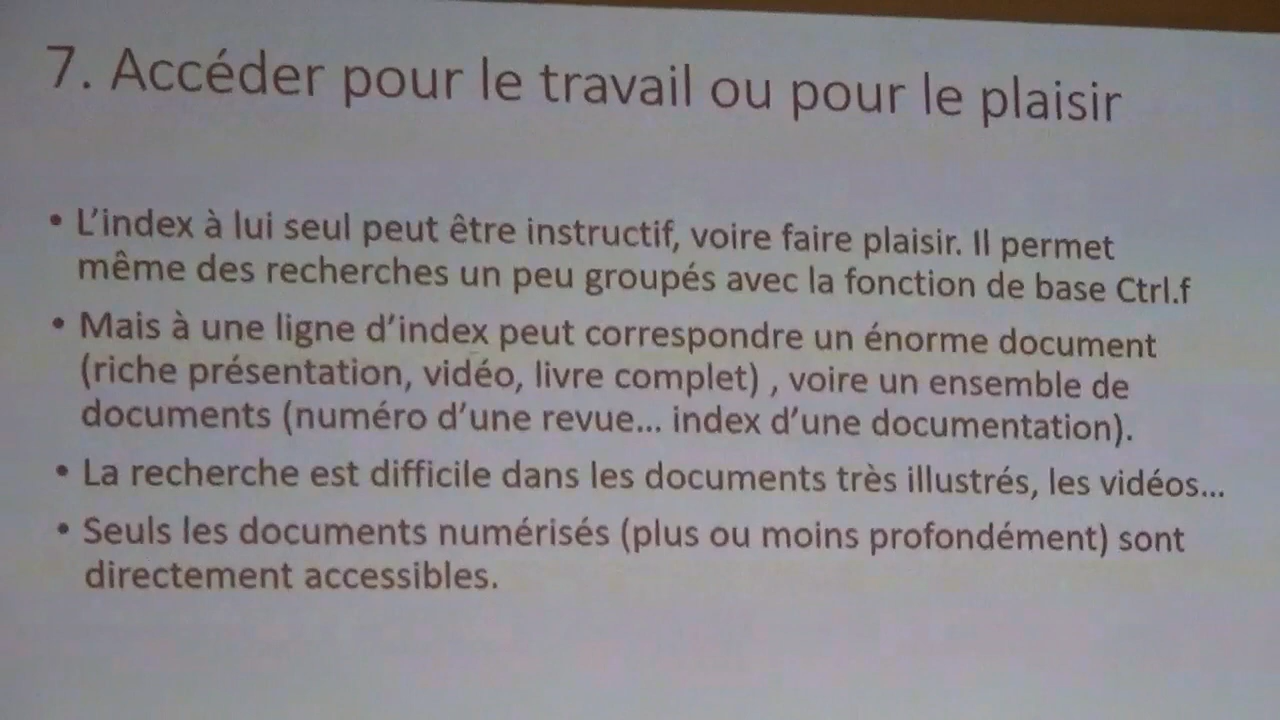 7. Accéder pour le travail ou pour le plaisir
• L’index à lui seul peut être instructif, voire faire plaisir. Il permet
même des recherches un peu groupés avec la fonction de base Ctrl.f
• Mais à une ligne d’index peut correspondre un énorme document
(riche présentation, vidéo, livre complet) , voire un ensemble de
documents (numéro d’une revue... index d’une documentation).
• La recherche est difficile dans les documents très illustrés, les vidéos...
• Seuls les documents numérisés (plus ou moins profondément) sont
directement accessibles.